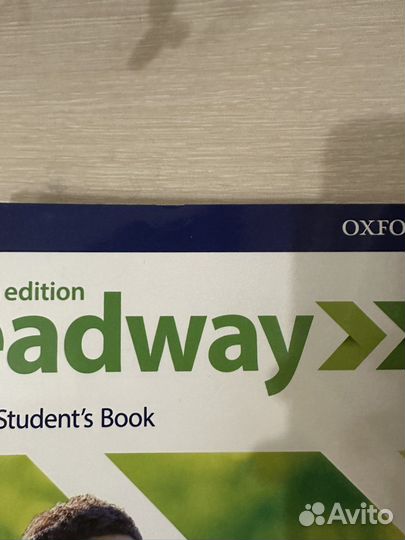 OXFO
edition
eadway
Student's Book
Avito